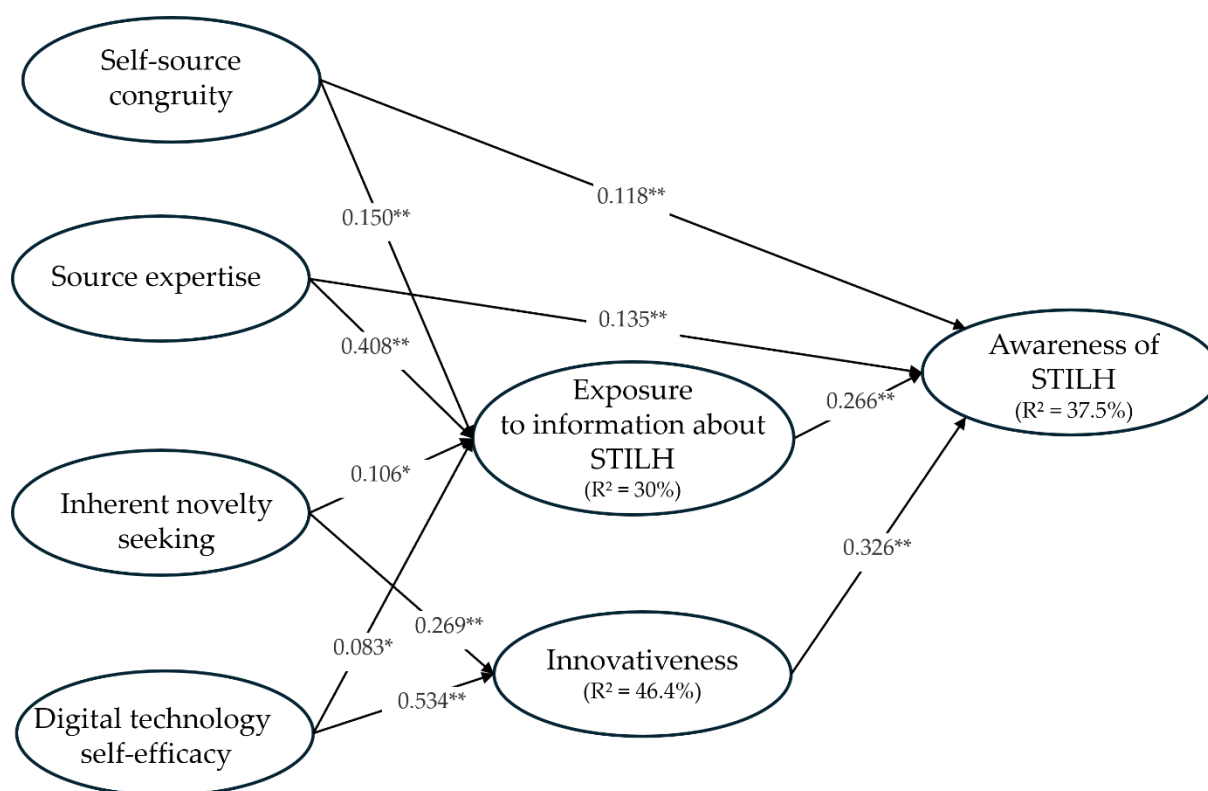 Self-source
congruity
0.118**
0.150**
Source expertise
0.135**
0.408**
Awareness of
STILH
(R² = 37.5%)
Exposure
to information about
STILH
(R² = 30%)
0.266**
0.106*
Inherent novelty
seeking
0.326**
0.269**
0.083*
Innovativeness
(R² = 46.4%)
0.534**
Digital technology
self-efficacy